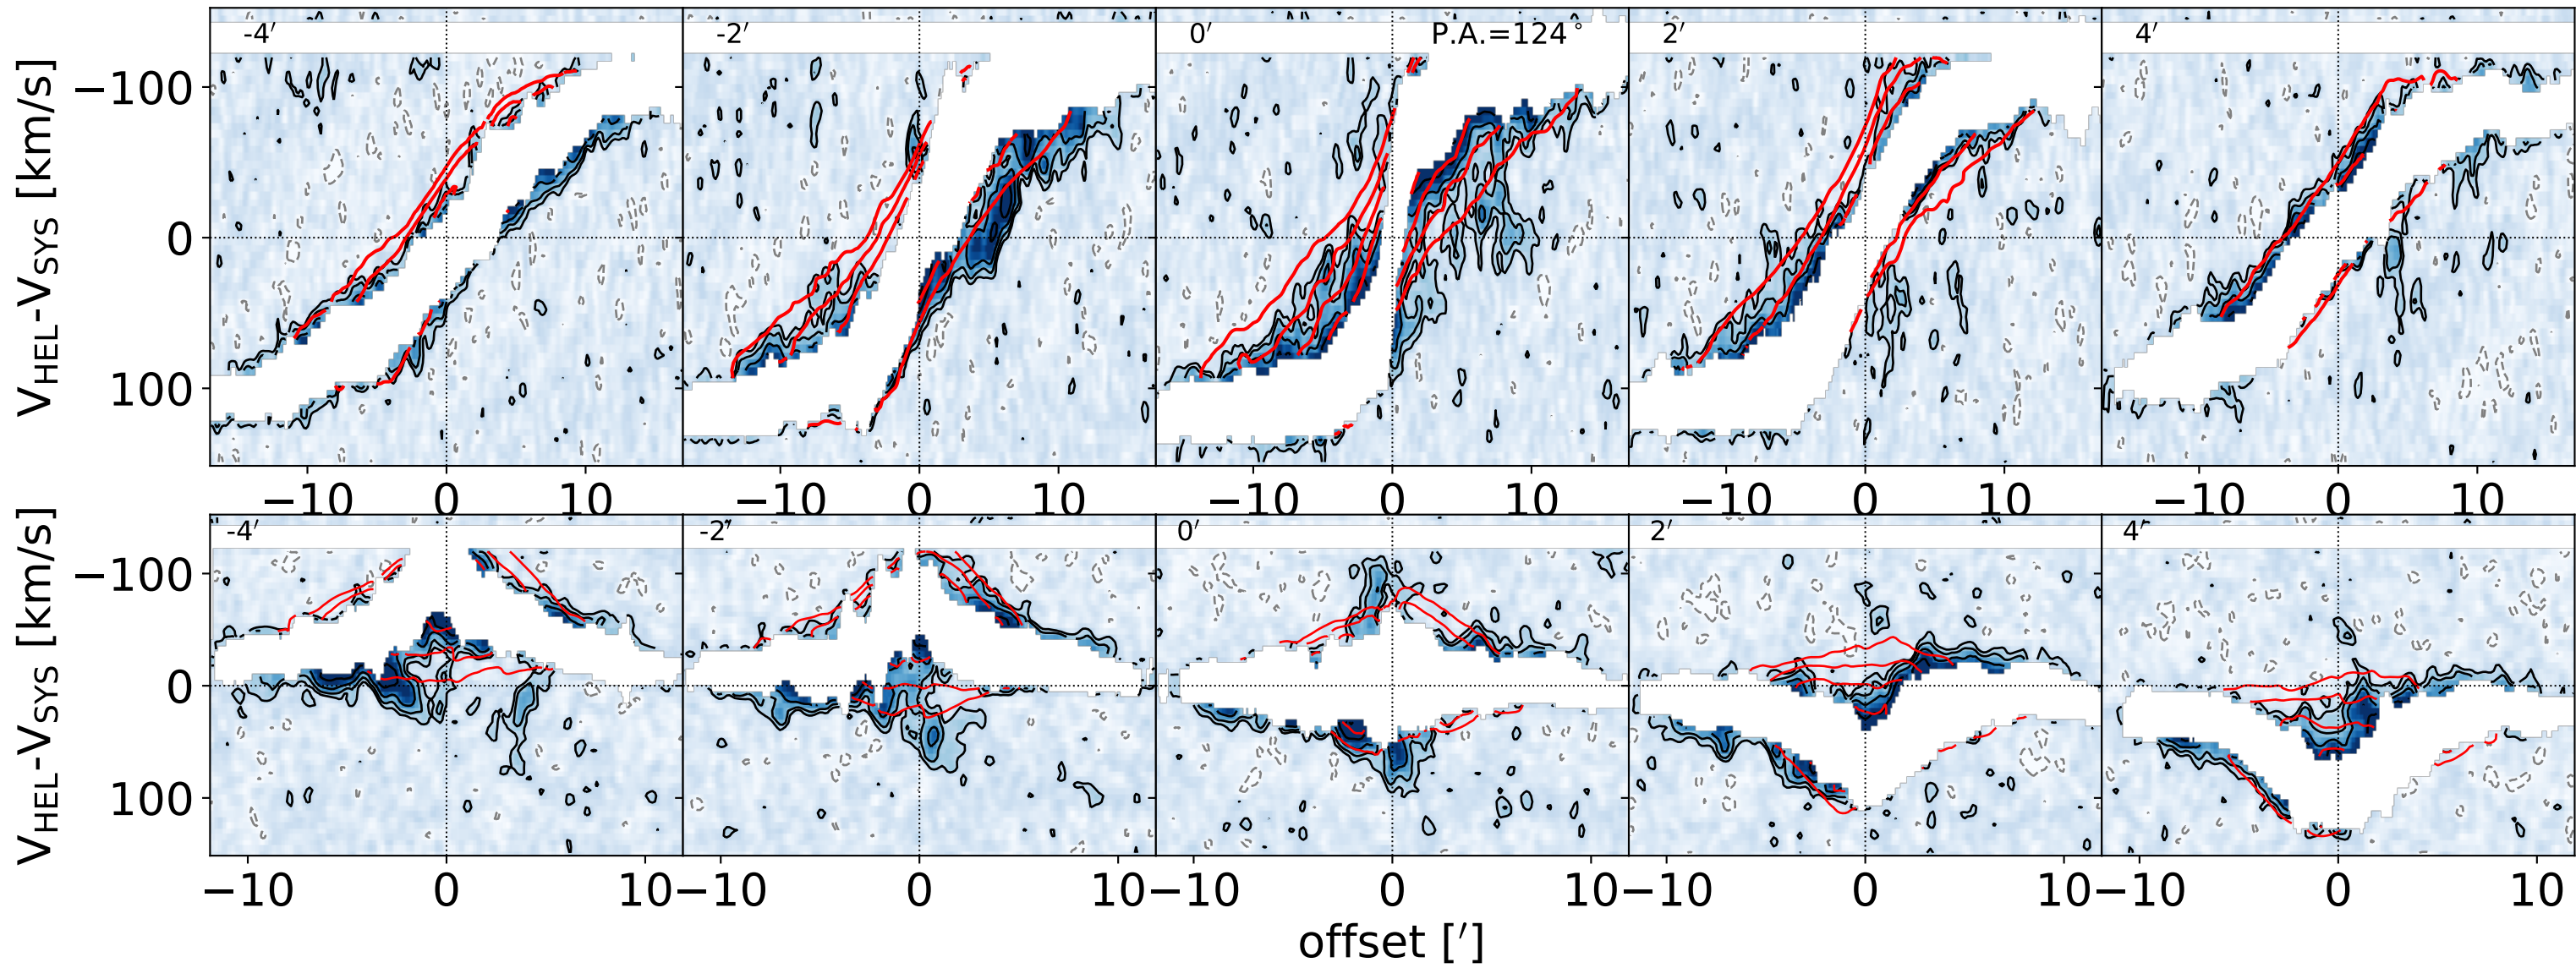 -4′ -2′ 0′ P.A.=124° 2′ 4′
V_HEL-V_SYS [km/s]
−100
0
100
−10 0 10 −10 0 10 −10 0 10 −10 0 10 −10 0 10
-4′ -2′ 0′ 2′ 4′
V_HEL-V_SYS [km/s]
−100
0
100
−10 0 10 −10 0 10 −10 0 10 −10 0 10 −10 0 10
offset [′]